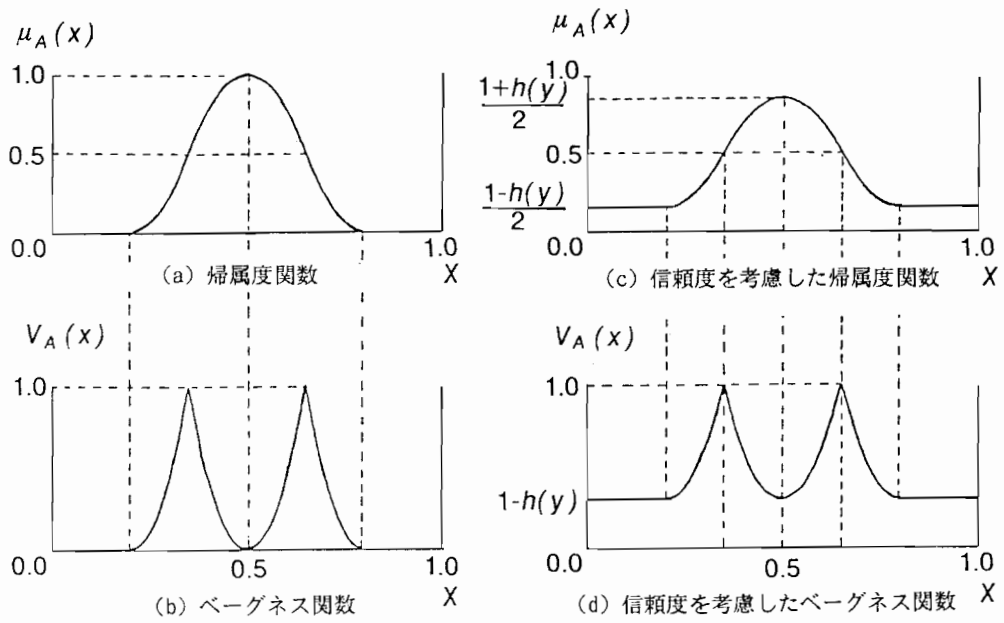 μA(x)
1.0
0.5
0.0
1.0
(a) 帰属度関数
X
μA(x)
1.0
1+h(y)
2
0.5
1-h(y)
2
0.0
1.0
(c) 信頼度を考慮した帰属度関数
X
VA(x)
1.0
0.0
0.5
1.0
(b) ベーグネス関数
X
VA(x)
1.0
1-h(y)
0.0
0.5
1.0
(d) 信頼度を考慮したベーグネス関数
X